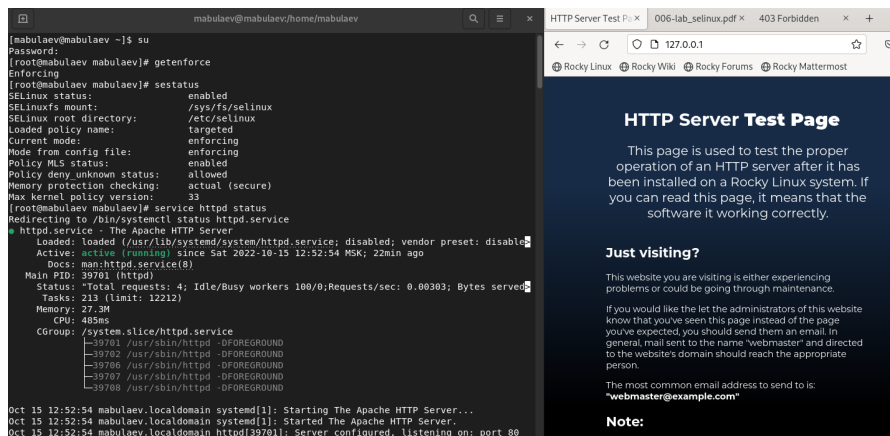 mabulaev@mabulaev:/home/mabulaev
[mabulaev@mabulaev ~]$ su
Password:
[root@mabulaev mabulaev]# getenforce
Enforcing
[root@mabulaev mabulaev]# sestatus
SELinux status:                 enabled
SELinuxfs mount:                /sys/fs/selinux
SELinux root directory:         /etc/selinux
Loaded policy name:             targeted
Current mode:                   enforcing
Mode from config file:          enforcing
Policy MLS status:              enabled
Policy deny_unknown status:     allowed
Memory protection checking:     actual (secure)
Max kernel policy version:      33
[root@mabulaev mabulaev]# service httpd status
Redirecting to /bin/systemctl status httpd.service
● httpd.service - The Apache HTTP Server
Loaded: loaded (/usr/lib/systemd/system/httpd.service; disabled; vendor preset: disable>
Active: active (running) since Sat 2022-10-15 12:52:54 MSK; 22min ago
Docs: man:httpd.service(8)
Main PID: 39701 (httpd)
Status: "Total requests: 4; Idle/Busy workers 100/0;Requests/sec: 0.00303; Bytes served>
Tasks: 213 (limit: 12212)
Memory: 27.3M
CPU: 485ms
CGroup: /system.slice/httpd.service
├─39701 /usr/sbin/httpd -DFOREGROUND
├─39702 /usr/sbin/httpd -DFOREGROUND
├─39706 /usr/sbin/httpd -DFOREGROUND
├─39707 /usr/sbin/httpd -DFOREGROUND
└─39708 /usr/sbin/httpd -DFOREGROUND
Oct 15 12:52:54 mabulaev.localdomain systemd[1]: Starting The Apache HTTP Server...
Oct 15 12:52:54 mabulaev.localdomain systemd[1]: Started The Apache HTTP Server.
Oct 15 12:52:54 mabulaev.localdomain httpd[39701]: Server configured, listening on: port 80
HTTP Server Test Pa × 006-lab_selinux.pdf × 403 Forbidden × +
127.0.0.1
Rocky Linux Rocky Wiki Rocky Forums Rocky Mattermost
HTTP Server Test Page
This page is used to test the proper
operation of an HTTP server after it has
been installed on a Rocky Linux system. If
you can read this page, it means that the
software it working correctly.
Just visiting?
This website you are visiting is either experiencing
problems or could be going through maintenance.
If you would like the let the administrators of this website
know that you've seen this page instead of the page
you've expected, you should send them an email. In
general, mail sent to the name "webmaster" and directed
to the website's domain should reach the appropriate
person.
The most common email address to send to is:
"webmaster@example.com"
Note: